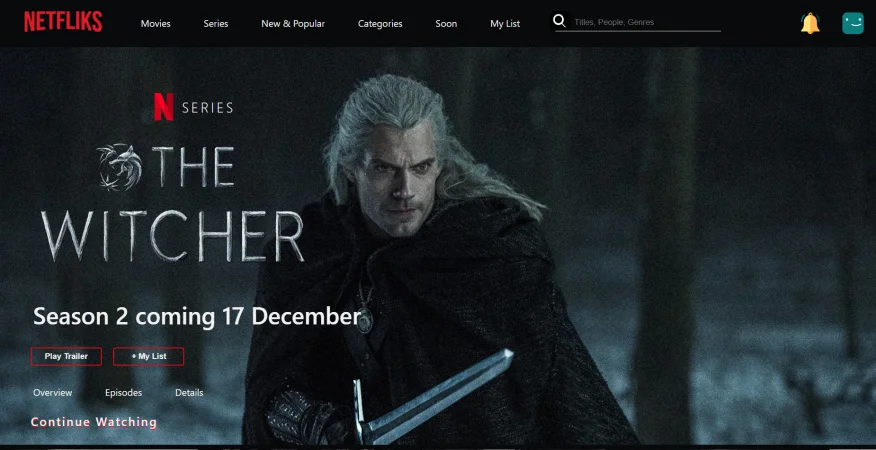 NETFLIKS Movies Series New & Popular Categories Soon My List Titles, People, Genres
N SERIES
THE
WITCHER
Season 2 coming 17 December
Play Trailer + My List
Overview Episodes Details
Continue Watching